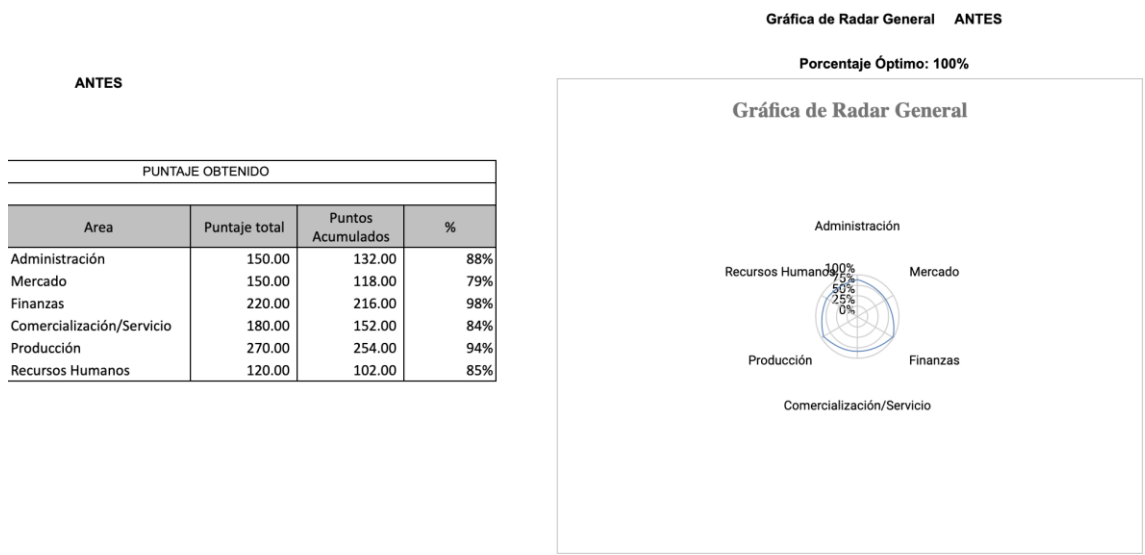 ANTES
PUNTAJE OBTENIDO
Area Puntaje total Puntos Acumulados %
Administración 150.00 132.00 88%
Mercado 150.00 118.00 79%
Finanzas 220.00 216.00 98%
Comercialización/Servicio 180.00 152.00 84%
Producción 270.00 254.00 94%
Recursos Humanos 120.00 102.00 85%
Gráfica de Radar General ANTES
Porcentaje Óptimo: 100%
Gráfica de Radar General
Administración
Recursos Humanos
100%
75%
50%
25%
0%
Mercado
Producción
Finanzas
Comercialización/Servicio